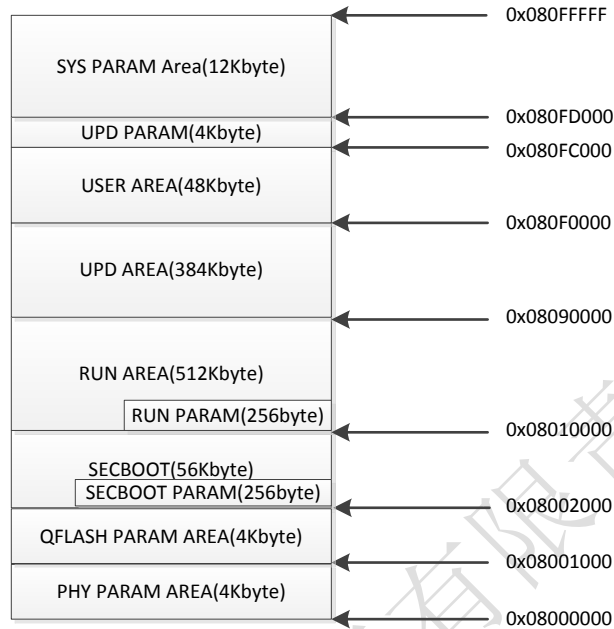 0x080FFFFF
SYS PARAM Area(12Kbyte)
0x080FD000
UPD PARAM(4Kbyte)
0x080FC000
USER AREA(48Kbyte)
0x080F0000
UPD AREA(384Kbyte)
0x08090000
RUN AREA(512Kbyte)
RUN PARAM(256byte)
0x08010000
SECBOOT(56Kbyte)
SECBOOT PARAM(256byte)
0x08002000
QFLASH PARAM AREA(4Kbyte)
0x08001000
PHY PARAM AREA(4Kbyte)
0x08000000
有限